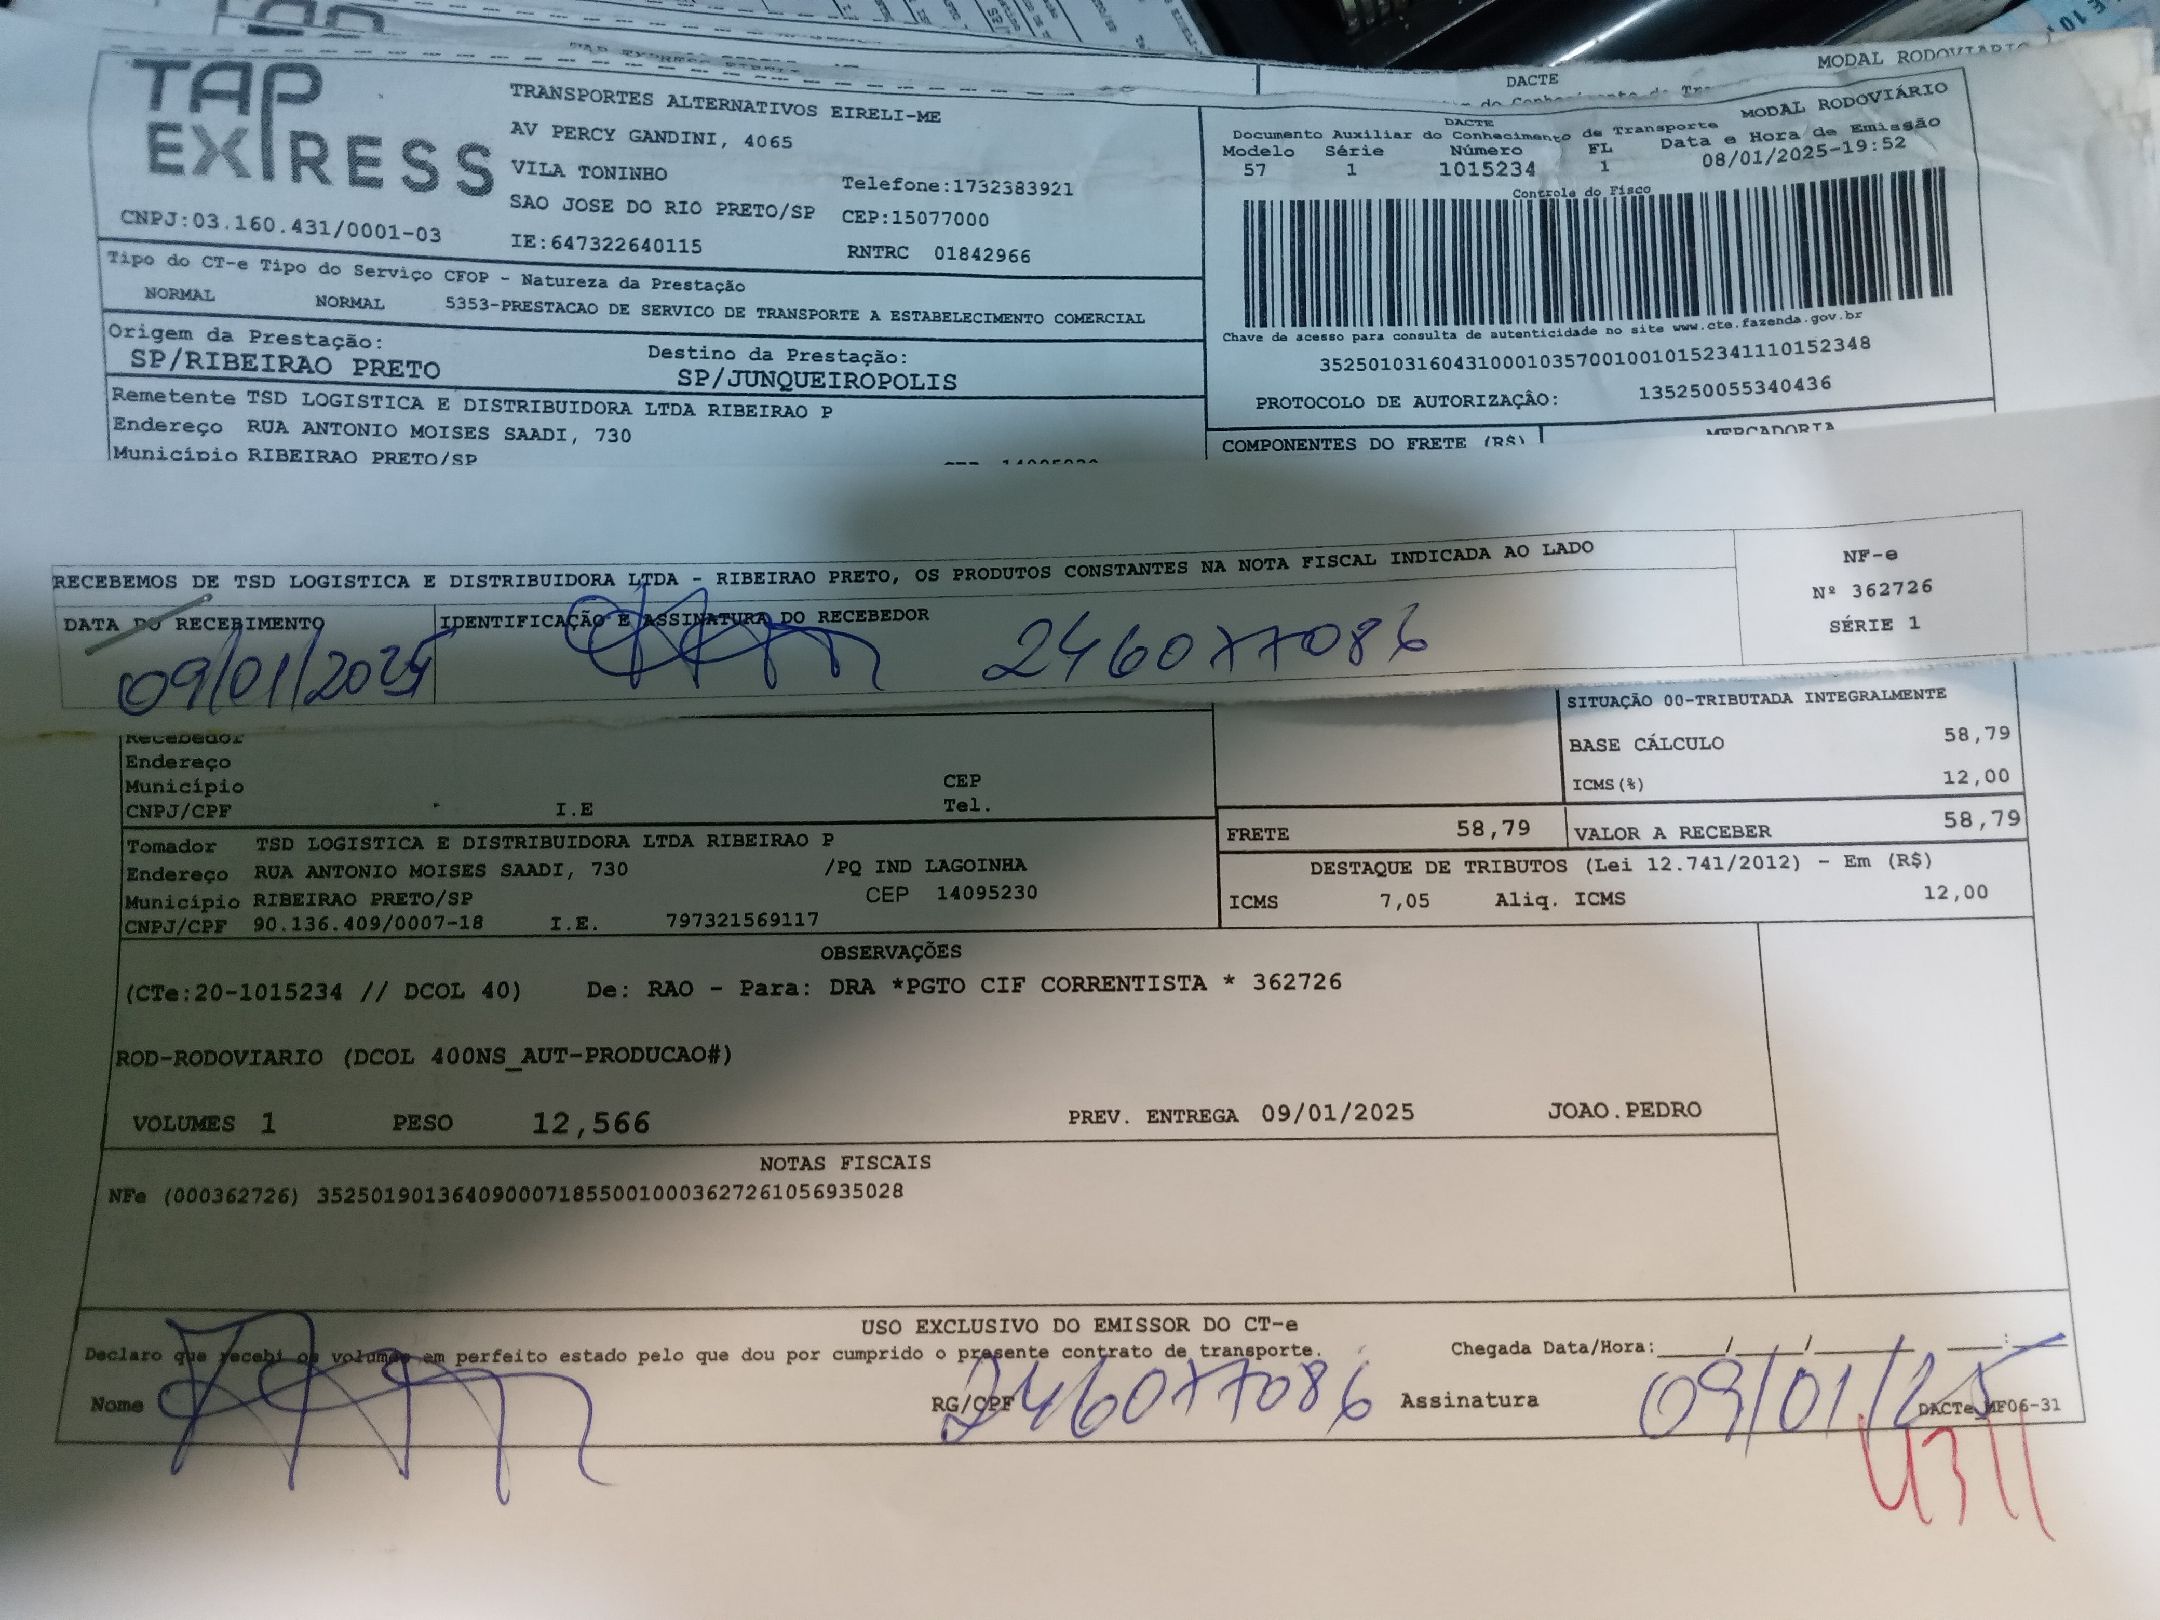 MODAL RODOVIARIO
DACTE
TAP EXPRESS
TRANSPORTES ALTERNATIVOS EIRELI-ME
AV PERCY GANDINI, 4065
VILA TONINHO
Telefone:1732383921
SAO JOSE DO RIO PRETO/SP CEP:15077000
CNPJ:03.160.431/0001-03
IE:647322640115 RNTRC 01842966
DACTE MODAL RODOVIÁRIO
Documento Auxiliar do Conhecimento de Transporte
Modelo Série Número FL Data e Hora de Emissão
57 1 1015234 1 08/01/2025-19:52
Controle do Fisco
Chave de acesso para consulta de autenticidade no site www.cte.fazenda.gov.br
35250103160431000103570010010152341110152348
PROTOCOLO DE AUTORIZAÇÂO: 135250055340436
Tipo do CT-e Tipo do Serviço CFOP - Natureza da Prestação
NORMAL NORMAL 5353-PRESTACAO DE SERVICO DE TRANSPORTE A ESTABELECIMENTO COMERCIAL
Origem da Prestação: Destino da Prestação:
SP/RIBEIRAO PRETO SP/JUNQUEIROPOLIS
Remetente TSD LOGISTICA E DISTRIBUIDORA LTDA RIBEIRAO P
Endereço RUA ANTONIO MOISES SAADI, 730
Município RIBEIRAO PRETO/SP
COMPONENTES DO FRETE (R$) MERCADORIA
RECEBEMOS DE TSD LOGISTICA E DISTRIBUIDORA LTDA - RIBEIRAO PRETO, OS PRODUTOS CONSTANTES NA NOTA FISCAL INDICADA AO LADO
NF-e
Nº 362726
SÉRIE 1
DATA DO RECEBIMENTO IDENTIFICAÇÃO E ASSINATURA DO RECEBEDOR
09/01/2025 246077086
SITUAÇÃO 00-TRIBUTADA INTEGRALMENTE
BASE CÁLCULO 58,79
ICMS(%) 12,00
Recebedor
Endereço
Município CEP
CNPJ/CPF I.E Tel.
FRETE 58,79 VALOR A RECEBER 58,79
Tomador TSD LOGISTICA E DISTRIBUIDORA LTDA RIBEIRAO P
Endereço RUA ANTONIO MOISES SAADI, 730 /PQ IND LAGOINHA
Município RIBEIRAO PRETO/SP CEP 14095230
CNPJ/CPF 90.136.409/0007-18 I.E. 797321569117
DESTAQUE DE TRIBUTOS (Lei 12.741/2012) - Em (R$)
ICMS 7,05 Aliq. ICMS 12,00
OBSERVAÇÕES
(CTe:20-1015234 // DCOL 40) De: RAO - Para: DRA *PGTO CIF CORRENTISTA * 362726
ROD-RODOVIARIO (DCOL 400NS_AUT-PRODUCAO#)
VOLUMES 1 PESO 12,566 PREV. ENTREGA 09/01/2025 JOAO.PEDRO
NOTAS FISCAIS
NFe (000362726) 35250190136409000718550010003627261056935028
USO EXCLUSIVO DO EMISSOR DO CT-e
Declaro que recebi os volumes em perfeito estado pelo que dou por cumprido o presente contrato de transporte. Chegada Data/Hora:____/____/____ __:__
Nome RG/CPF 246077086 Assinatura 09/01/25
DACTe_MF06-31